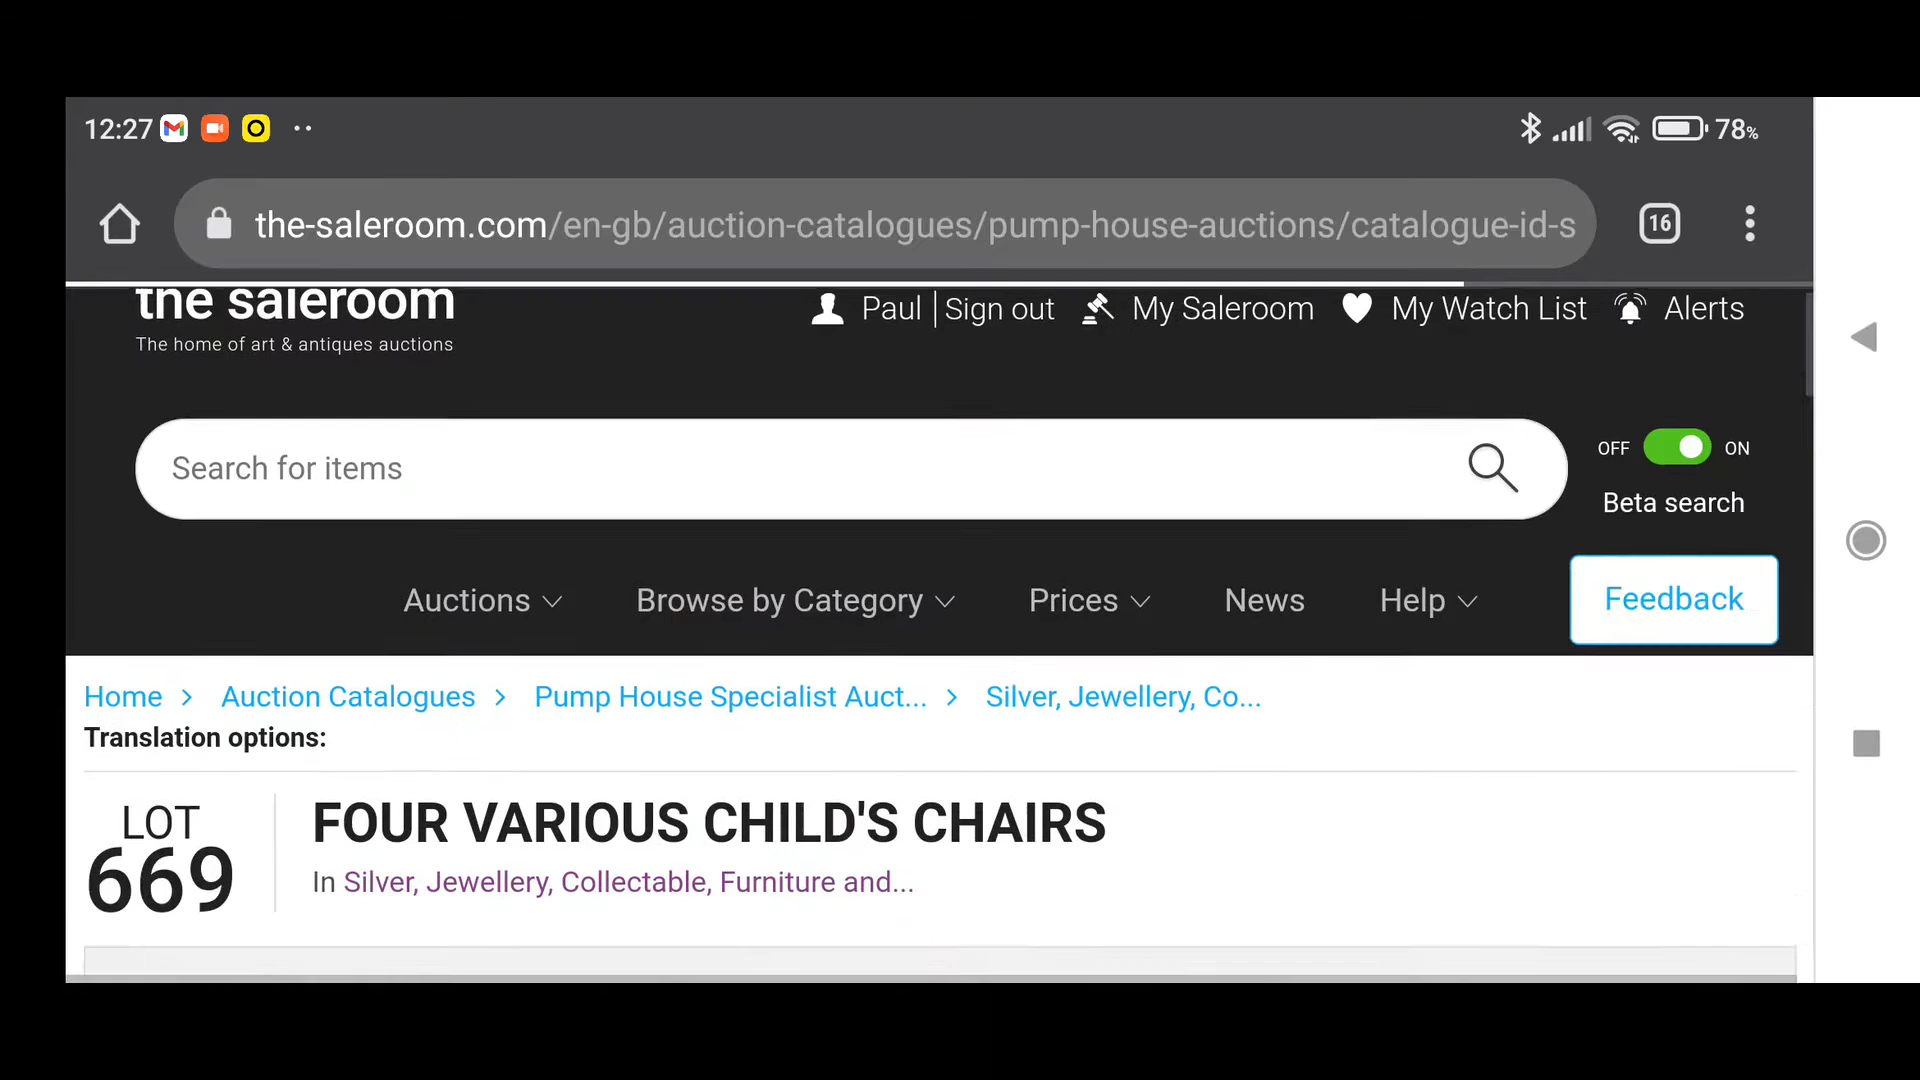 12:27
78%
the-saleroom.com/en-gb/auction-catalogues/pump-house-auctions/catalogue-id-s
16
the saleroom
The home of art & antiques auctions
Paul | Sign out My Saleroom My Watch List Alerts
Search for items
OFF ON
Beta search
Auctions Browse by Category Prices News Help Feedback
Home > Auction Catalogues > Pump House Specialist Auct... > Silver, Jewellery, Co...
Translation options:
LOT
669
FOUR VARIOUS CHILD'S CHAIRS
In Silver, Jewellery, Collectable, Furniture and...